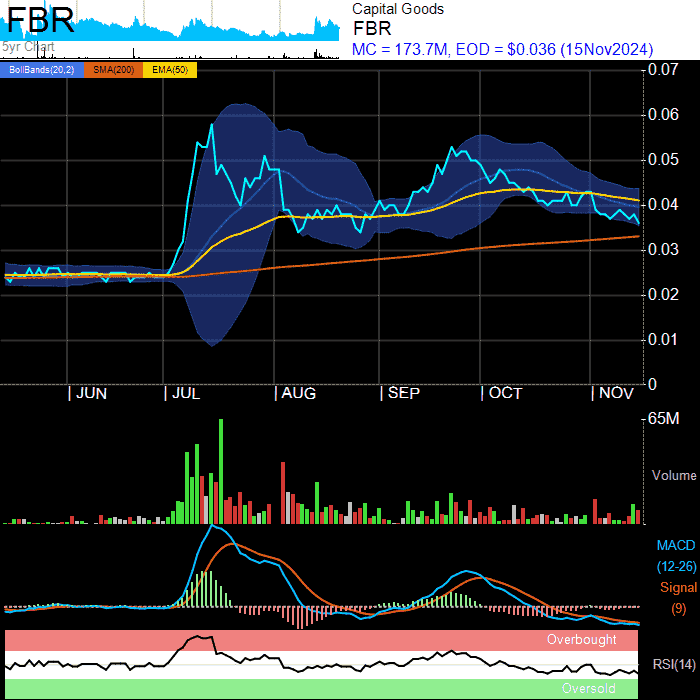 FBR
5yr Chart
Capital Goods
FBR
MC = 173.7M, EOD = $0.036 (15Nov2024)
BollBands(20,2) SMA(200) EMA(50)
0.07
0.06
0.05
0.04
0.03
0.02
0.01
0
| JUN | JUL | AUG | SEP | OCT | NOV
65M
Volume
MACD
(12-26)
Signal
(9)
Overbought
RSI(14)
Oversold